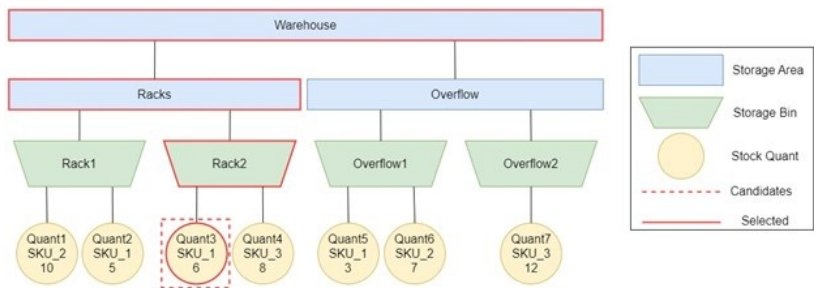 Warehouse
Racks
Overflow
Rack1
Rack2
Overflow1
Overflow2
Quant1
SKU_2
10
Quant2
SKU_1
5
Quant3
SKU_1
6
Quant4
SKU_3
8
Quant5
SKU_1
3
Quant6
SKU_2
7
Quant7
SKU_3
12
Storage Area
Storage Bin
Stock Quant
Candidates
Selected